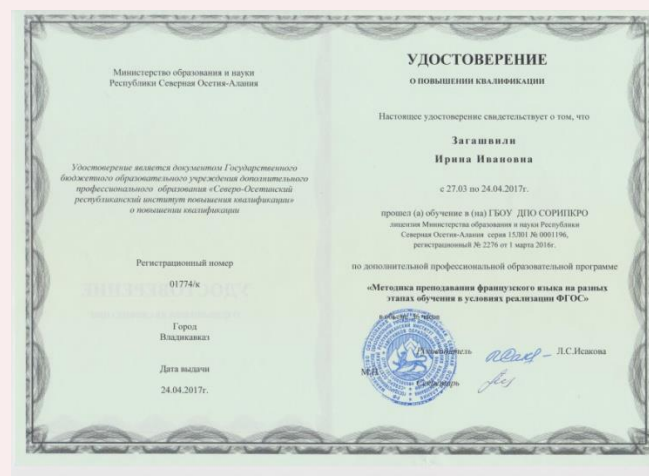 Министерство образования и науки
Республики Северная Осетия-Алания
Удостоверение является документом Государственного
бюджетного образовательного учреждения дополнительного
профессионального образования «Северо-Осетинский
республиканский институт повышения квалификации»
о повышении квалификации
Регистрационный номер
01774/к
Город
Владикавказ
Дата выдачи
24.04.2017г.
УДОСТОВЕРЕНИЕ
О ПОВЫШЕНИИ КВАЛИФИКАЦИИ
Настоящее удостоверение свидетельствует о том, что
Загашвили
Ирина Ивановна
с 27.03 по 24.04.2017г.
прошел (а) обучение в (на) ГБОУ ДПО СОРИПКРО
лицензия Министерства образования и науки Республики
Северная Осетия-Алания серия 15Л01 № 0001196,
регистрационный № 2276 от 1 марта 2016г.
по дополнительной профессиональной образовательной программе
«Методика преподавания французского языка на разных
этапах обучения в условиях реализации ФГОС»
в объеме 36 часов
Руководитель Л.С.Исакова
М.П.
Секретарь